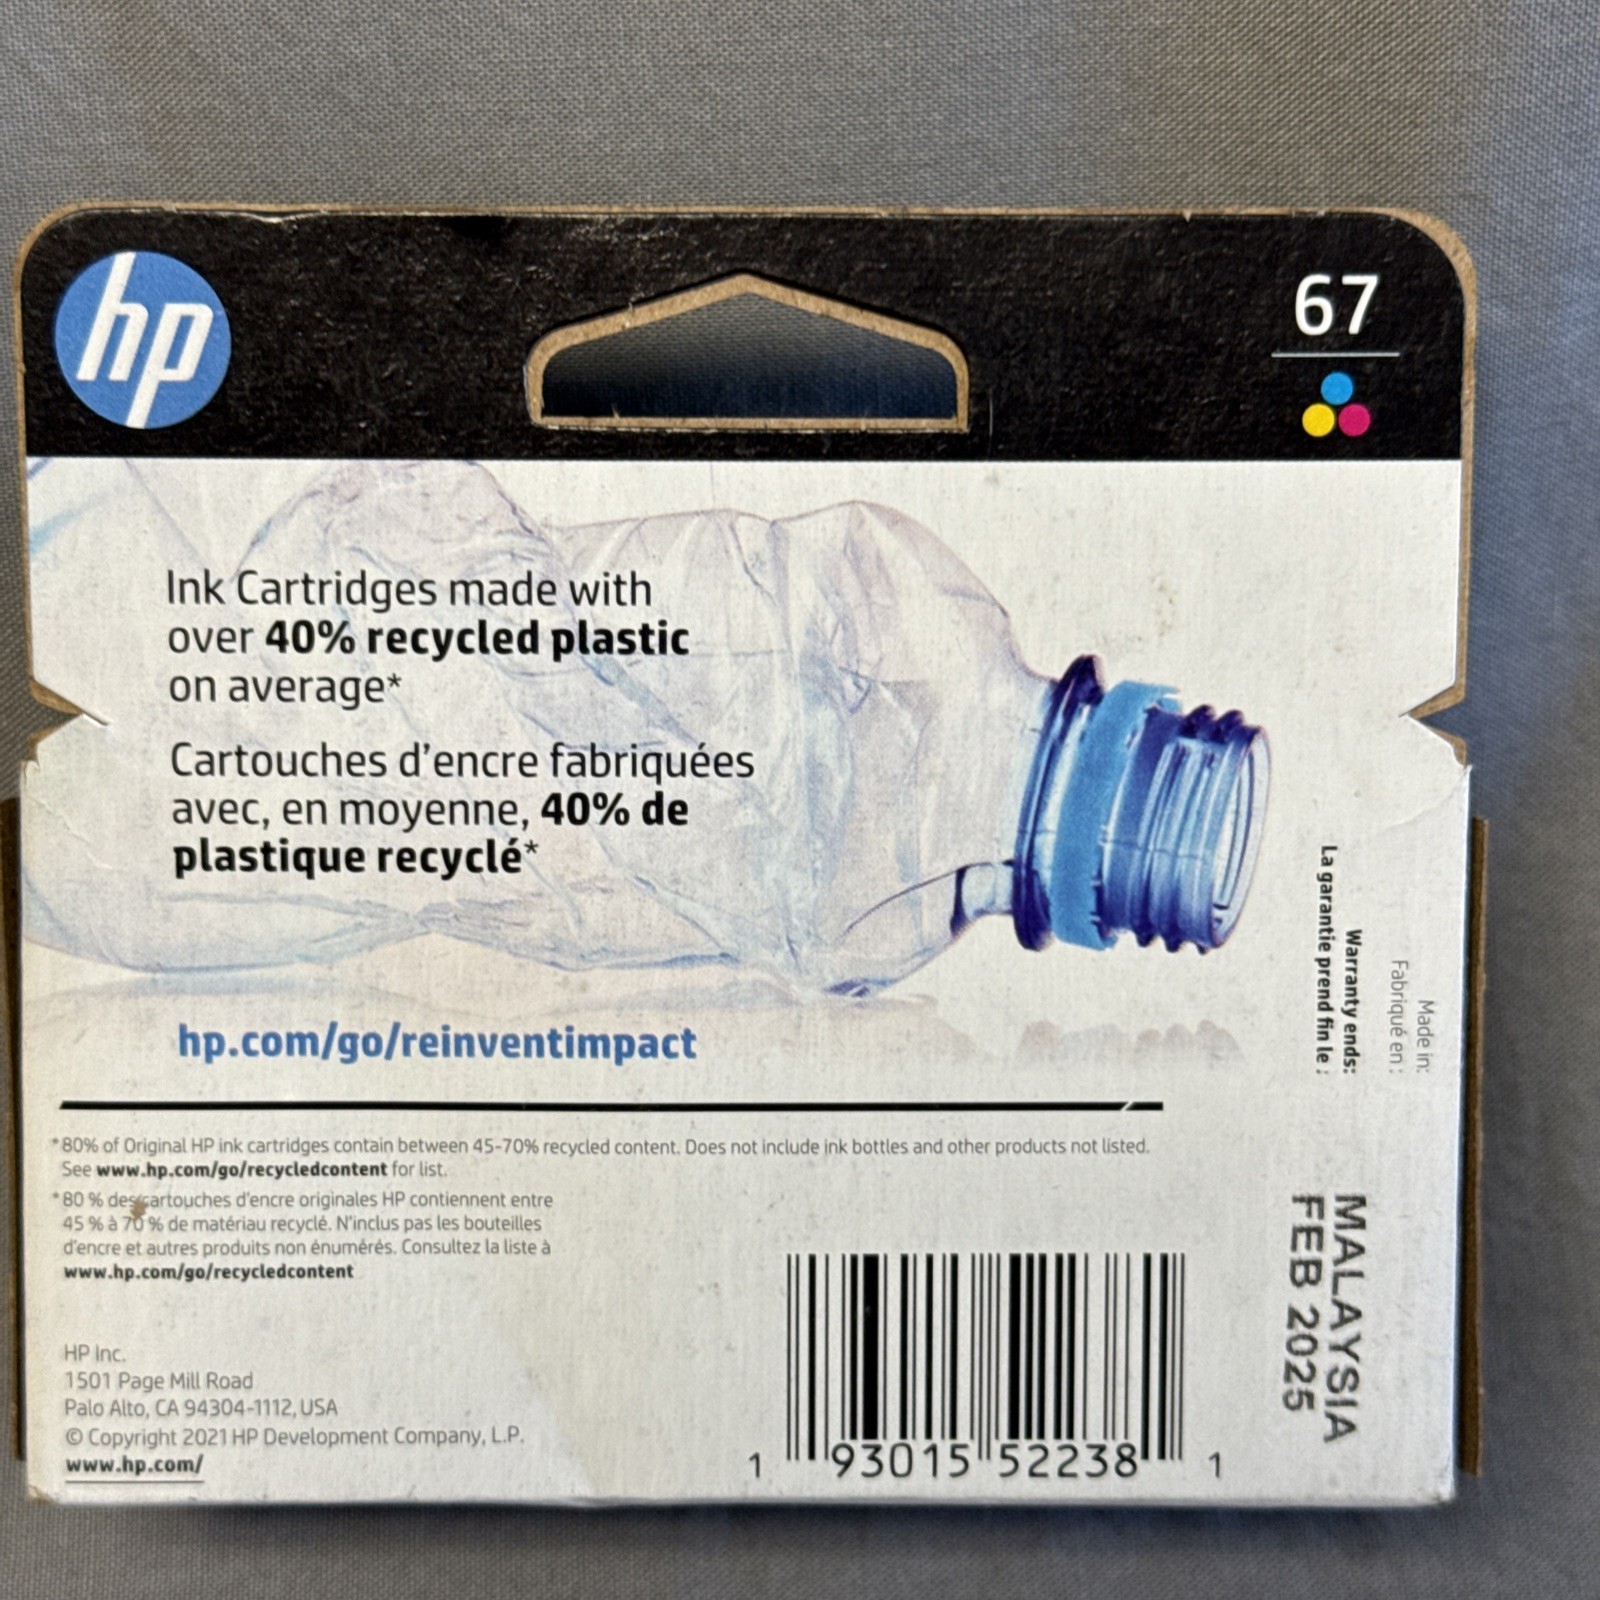 hp
67
Ink Cartridges made with
over 40% recycled plastic
on average*
Cartouches d'encre fabriquées
avec, en moyenne, 40% de
plastique recyclé*
hp.com/go/reinventimpact
*80% of Original HP ink cartridges contain between 45-70% recycled content. Does not include ink bottles and other products not listed.
See www.hp.com/go/recycledcontent for list.
*80 % des cartouches d'encre originales HP contiennent entre
45 % à 70 % de matériau recyclé. N'inclus pas les bouteilles
d'encre et autres produits non énumérés. Consultez la liste à
www.hp.com/go/recycledcontent
HP Inc.
1501 Page Mill Road
Palo Alto, CA 94304-1112, USA
© Copyright 2021 HP Development Company, L.P.
www.hp.com/
1 93015 52238 1
Made in:
Fabriqué en :
Warranty ends:
La garantie prend fin le :
MALAYSIA
FEB 2025